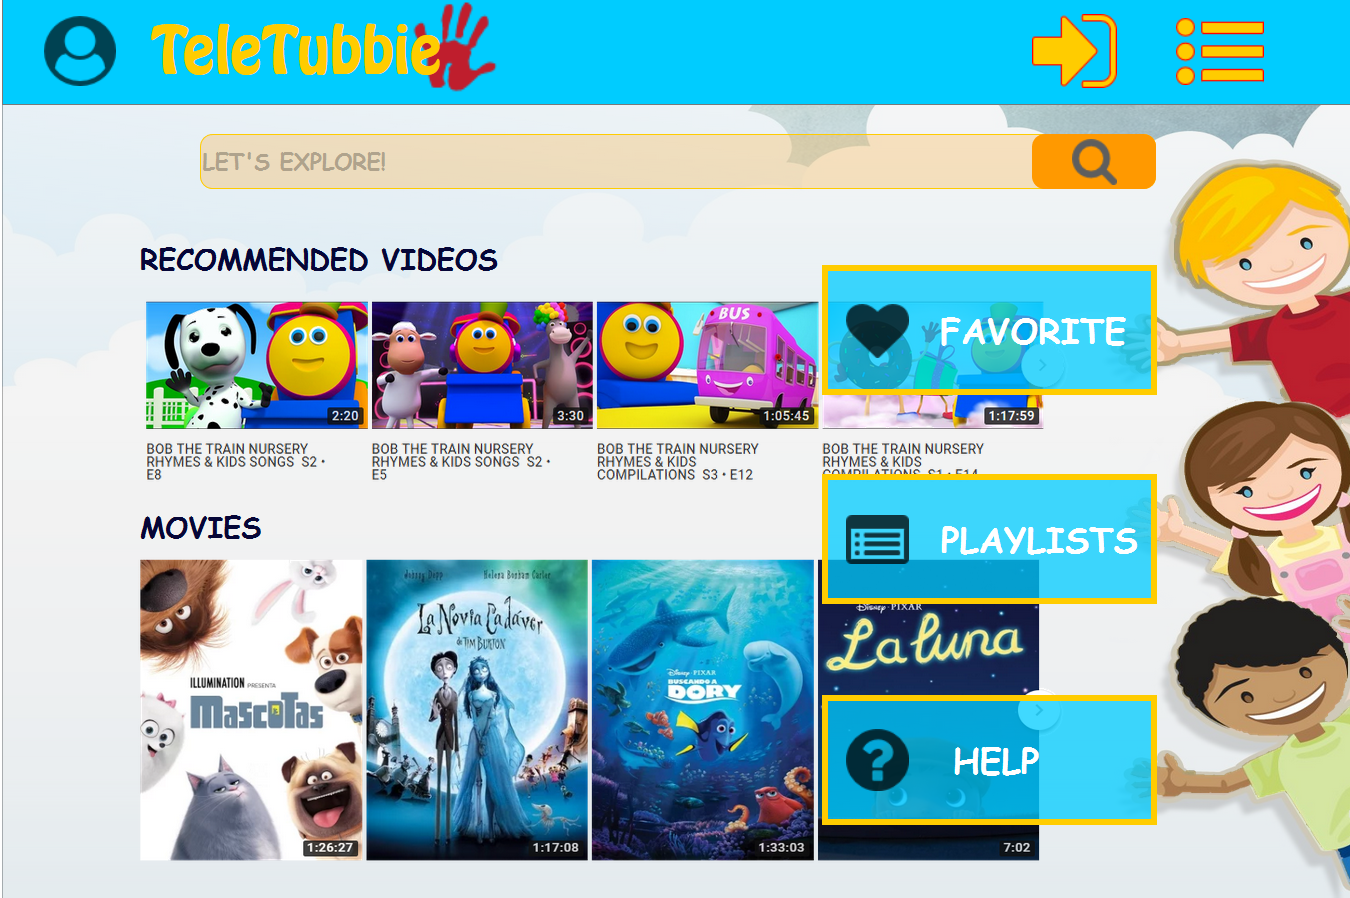 TeleTubbie
LET'S EXPLORE!
RECOMMENDED VIDEOS
BUS
2:20
3:30
1:05:45
1:17:59
BOB THE TRAIN NURSERY
RHYMES & KIDS SONGS S2 •
E8
BOB THE TRAIN NURSERY
RHYMES & KIDS SONGS S2 •
E5
BOB THE TRAIN NURSERY
RHYMES & KIDS
COMPILATIONS S3 • E12
BOB THE TRAIN NURSERY
RHYMES & KIDS
COMPILATIONS S1 • E14
FAVORITE
PLAYLISTS
HELP
MOVIES
ILLUMINATION PRESENTA
MascoTas
1:26:27
Johnny Depp Helena Bonham Carter
La Novia Cadáver
de TIM BURTON
1:17:08
Disney • PIXAR
BUSCANDO A
DORY
1:33:03
Disney • PIXAR
La luna
7:02